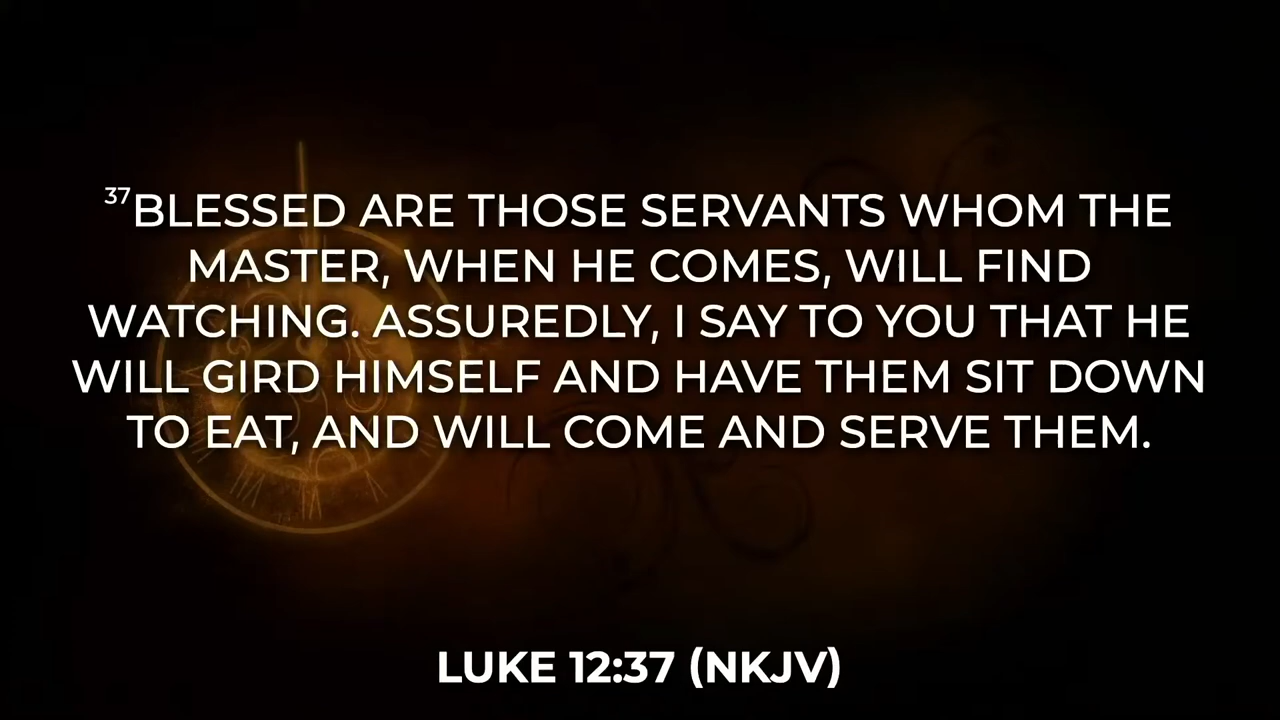 37BLESSED ARE THOSE SERVANTS WHOM THE
MASTER, WHEN HE COMES, WILL FIND
WATCHING. ASSUREDLY, I SAY TO YOU THAT HE
WILL GIRD HIMSELF AND HAVE THEM SIT DOWN
TO EAT, AND WILL COME AND SERVE THEM.
LUKE 12:37 (NKJV)